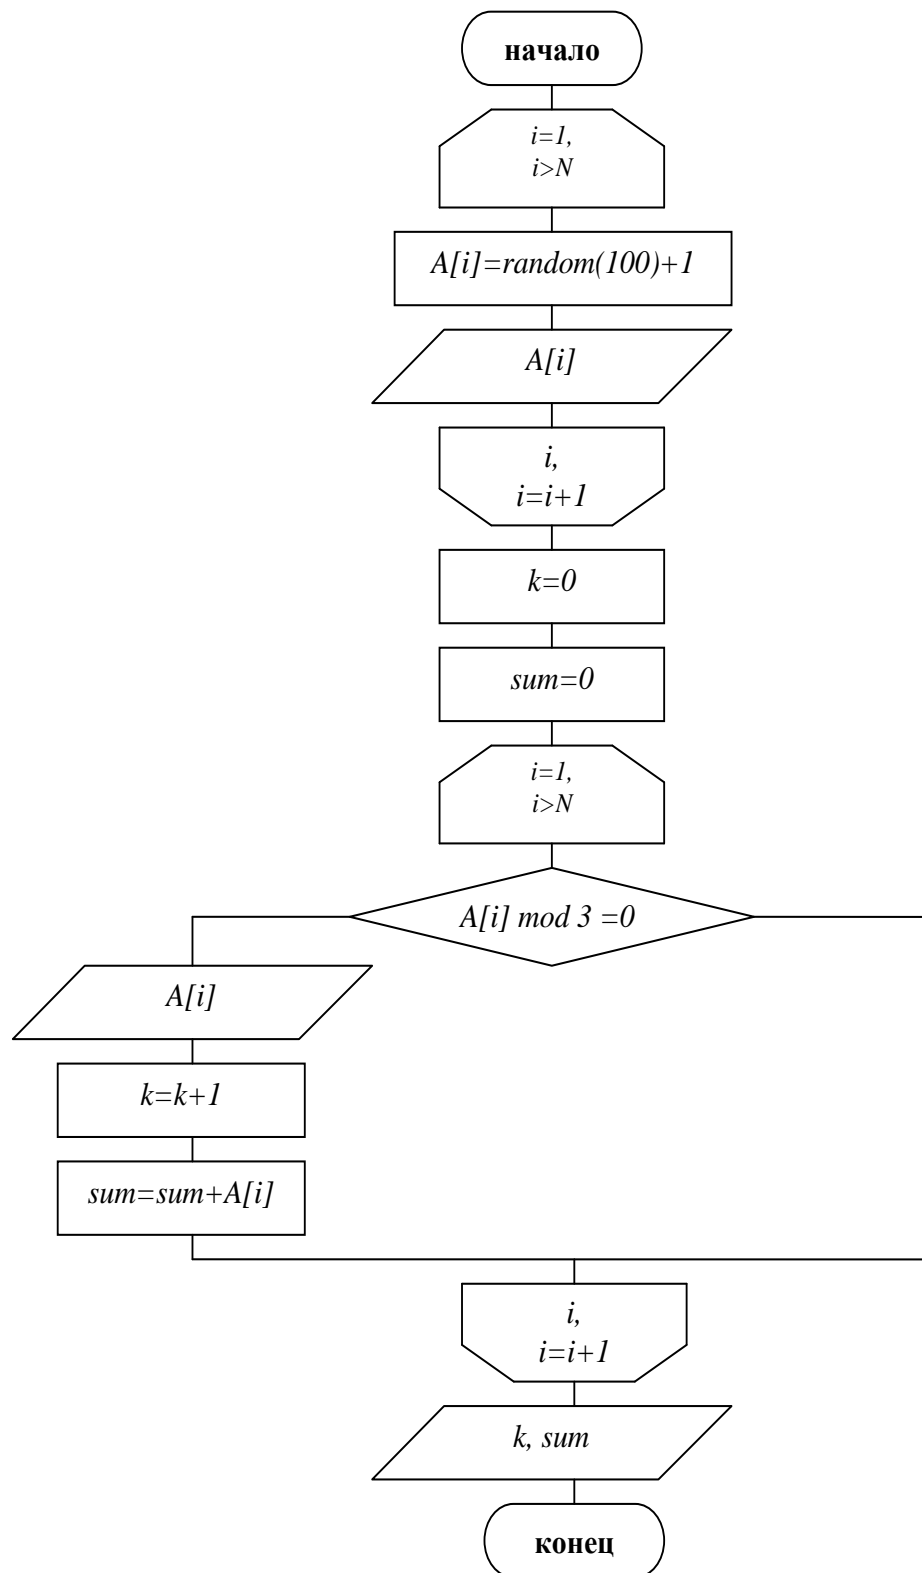 начало
i=1,
i>N
A[i]=random(100)+1
A[i]
i,
i=i+1
k=0
sum=0
i=1,
i>N
A[i] mod 3 =0
A[i]
k=k+1
sum=sum+A[i]
i,
i=i+1
k, sum
конец